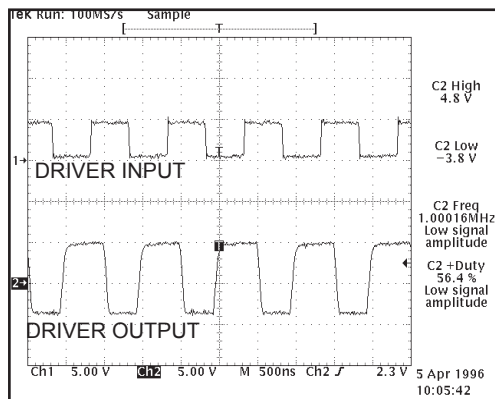 Tek Run: 100MS/s Sample
[ T ]
C2 High
4.8 V
C2 Low
-3.8 V
T
1→
DRIVER INPUT
C2 Freq
1.00016MHz
Low signal
amplitude
C2 +Duty
56.4 %
Low signal
amplitude
T
2→
DRIVER OUTPUT
Ch1 5.00 V Ch2 5.00 V M 500ns Ch2 ƒ 2.3 V
5 Apr 1996
10:05:42